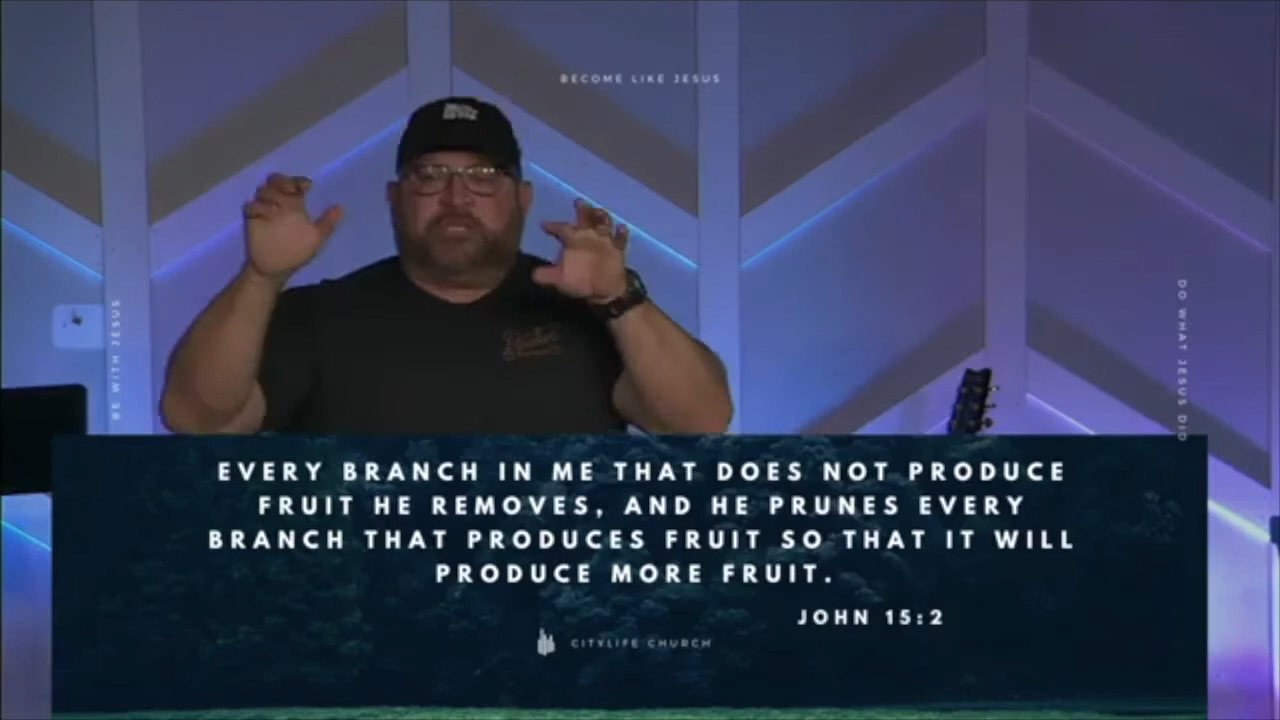 BECOME LIKE JESUS
BE WITH JESUS
DO WHAT JESUS DID
EVERY BRANCH IN ME THAT DOES NOT PRODUCE
FRUIT HE REMOVES, AND HE PRUNES EVERY
BRANCH THAT PRODUCES FRUIT SO THAT IT WILL
PRODUCE MORE FRUIT.
JOHN 15:2
CITYLIFE CHURCH